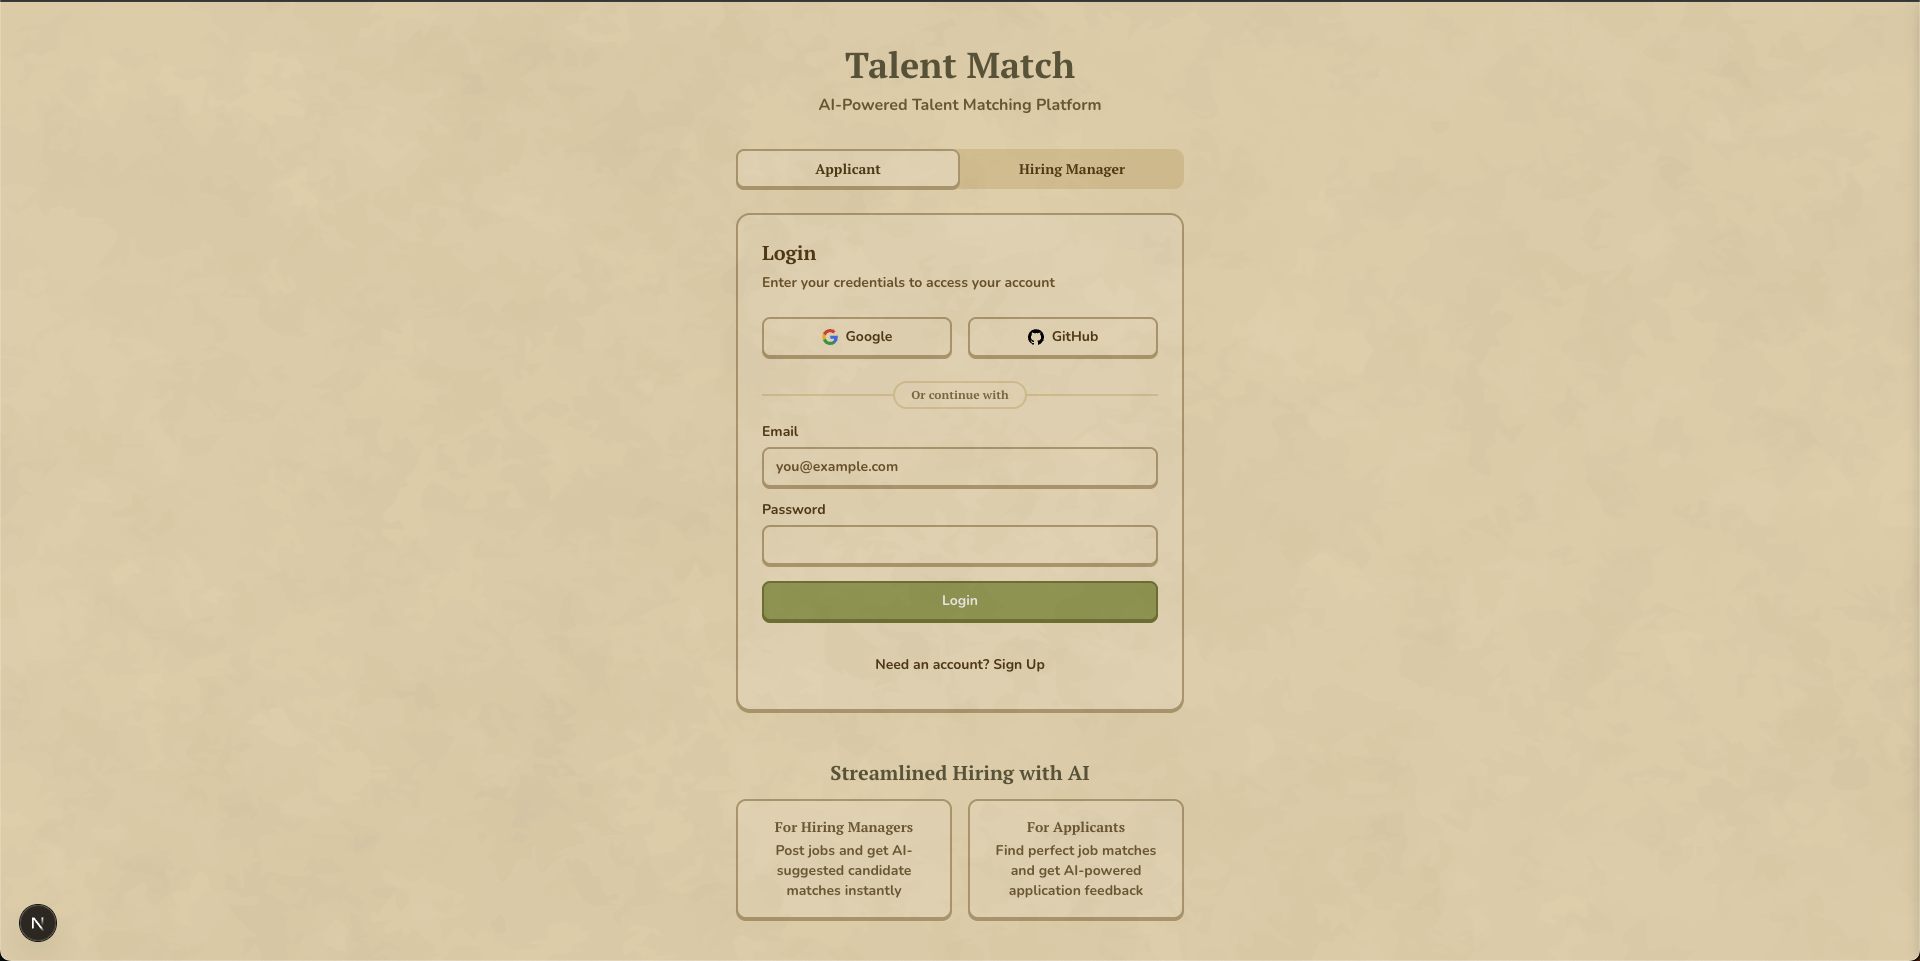 Talent Match
AI-Powered Talent Matching Platform
Applicant
Hiring Manager
Login
Enter your credentials to access your account
Google
GitHub
Or continue with
Email
you@example.com
Password
Login
Need an account? Sign Up
Streamlined Hiring with AI
For Hiring Managers
Post jobs and get AI-
suggested candidate
matches instantly
For Applicants
Find perfect job matches
and get AI-powered
application feedback
N